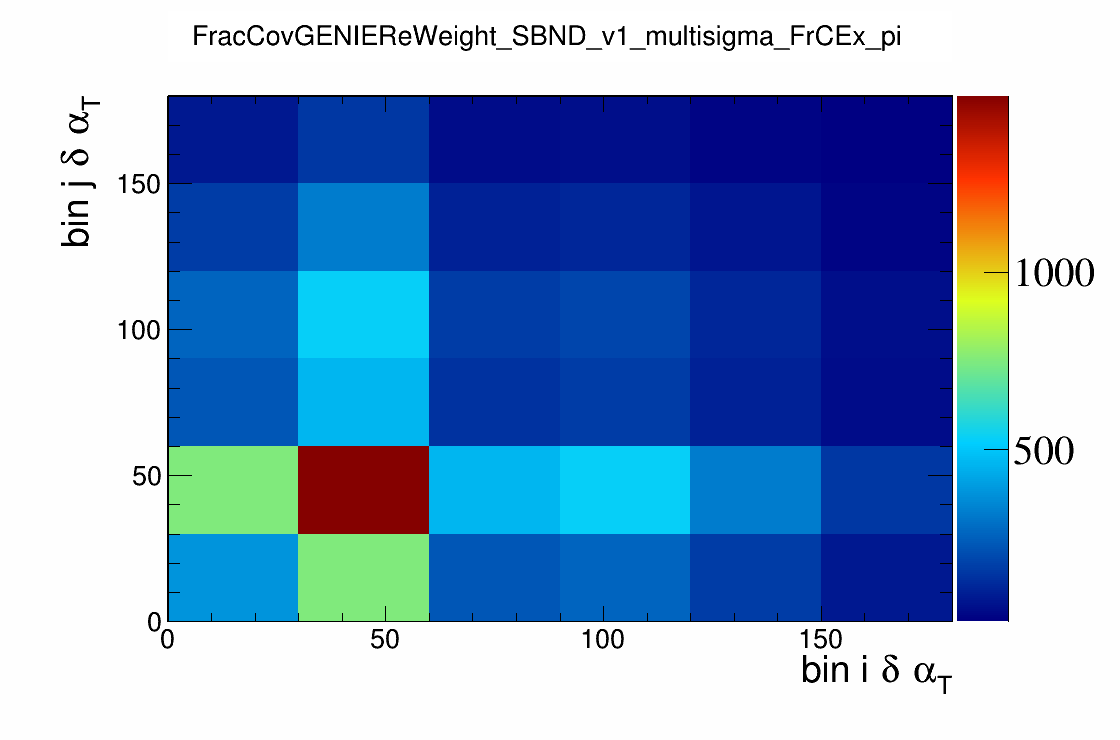 FracCovGENIEReWeight_SBND_v1_multisigma_FrCEx_pi
bin j δ α_T
150
100
50
0
0 50 100 150
bin i δ α_T
1000
500